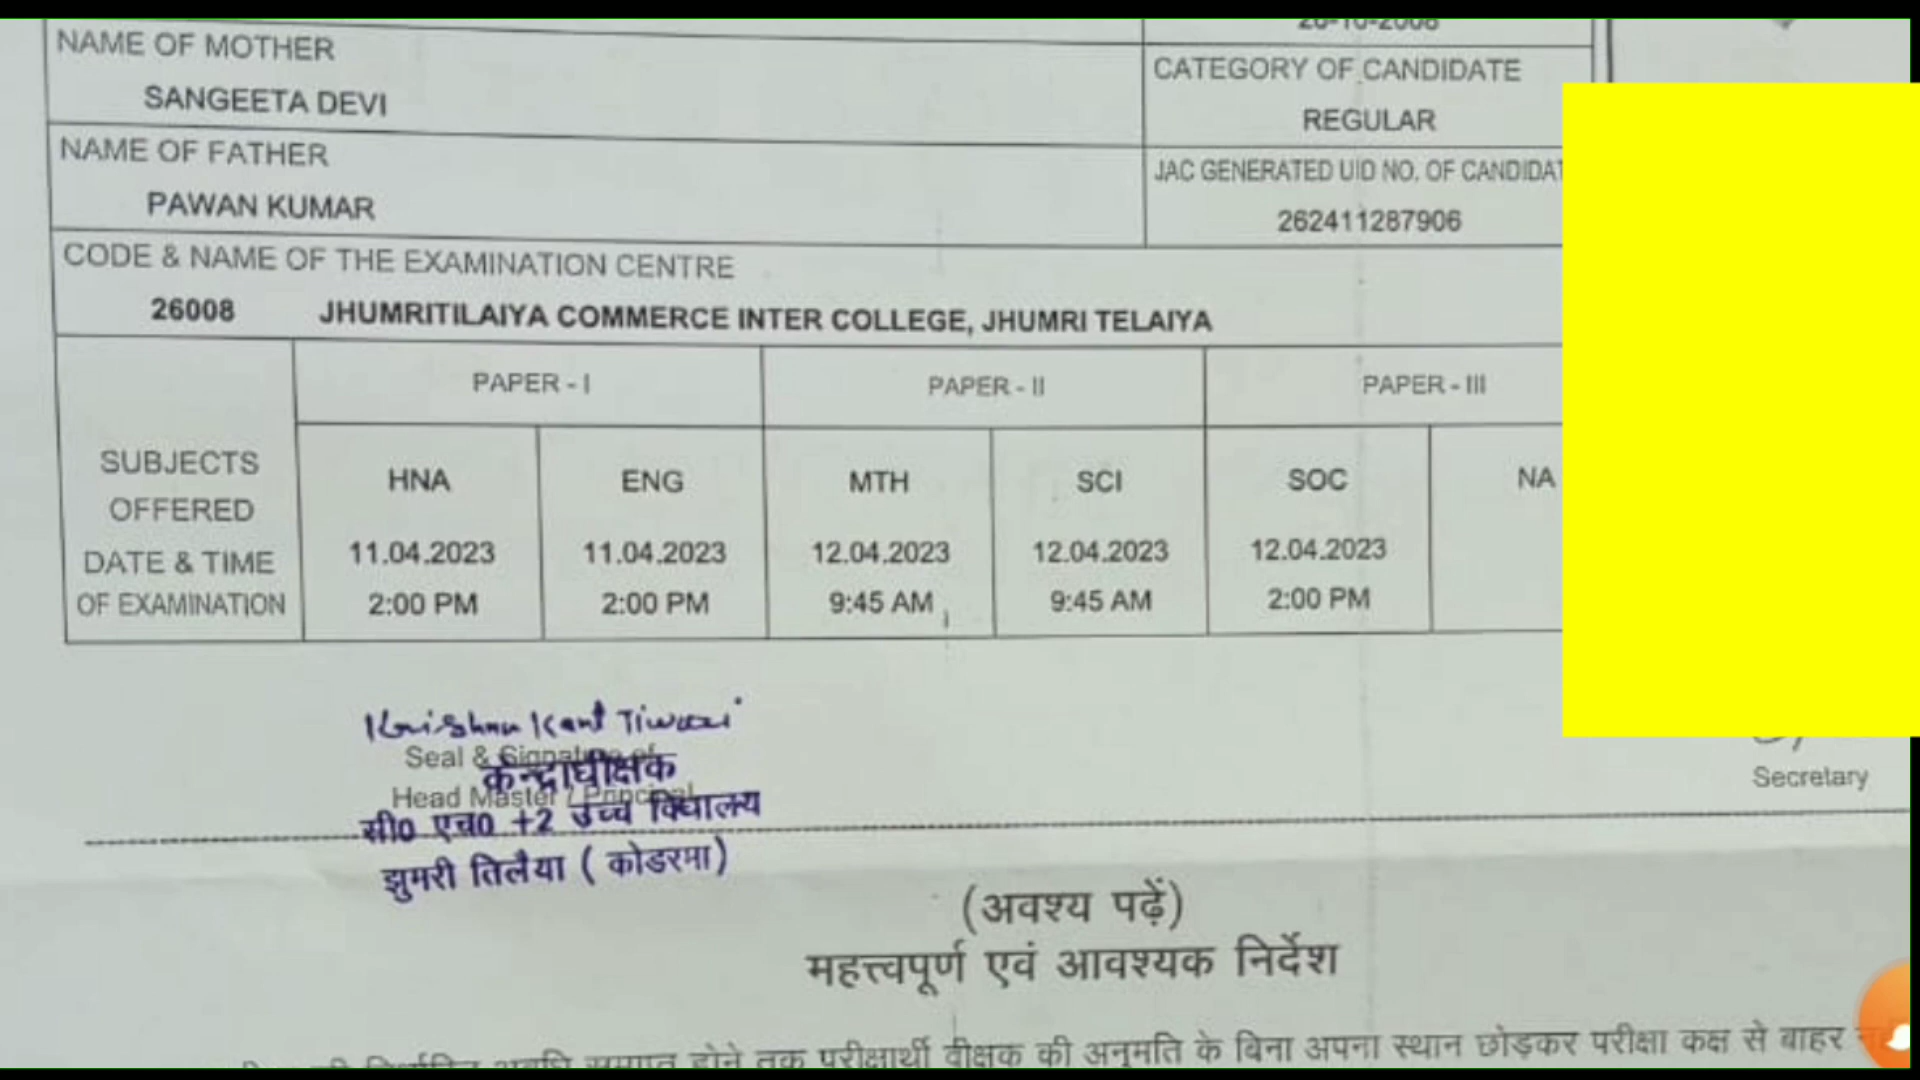 20-10-2008
NAME OF MOTHER
SANGEETA DEVI
CATEGORY OF CANDIDATE
REGULAR
NAME OF FATHER
PAWAN KUMAR
JAC GENERATED UID NO. OF CANDIDAT
262411287906
CODE & NAME OF THE EXAMINATION CENTRE
26008 JHUMRITILAIYA COMMERCE INTER COLLEGE, JHUMRI TELAIYA
PAPER - I PAPER - II PAPER - III
SUBJECTS OFFERED HNA ENG MTH SCI SOC NA
DATE & TIME 11.04.2023 11.04.2023 12.04.2023 12.04.2023 12.04.2023
OF EXAMINATION 2:00 PM 2:00 PM 9:45 AM 9:45 AM 2:00 PM
Krishna Kant Tiwari
Seal & Signature of
केन्द्राधीक्षक
Head Master / Principal
सी0 एच0 +2 उच्च विद्यालय
झुमरी तिलैया ( कोडरमा)
Secretary
(अवश्य पढ़ें)
महत्त्वपूर्ण एवं आवश्यक निर्देश
समाप्त होने तक परीक्षार्थी वीक्षक की अनुमति के बिना अपना स्थान छोड़कर परीक्षा कक्ष से बाहर